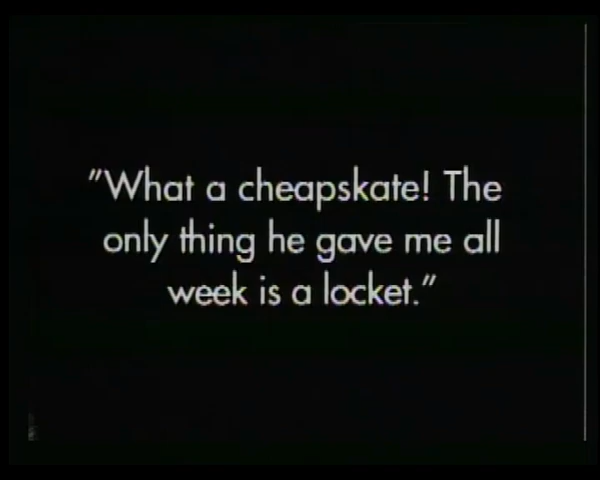 "What a cheapskate! The
only thing he gave me all
week is a locket."